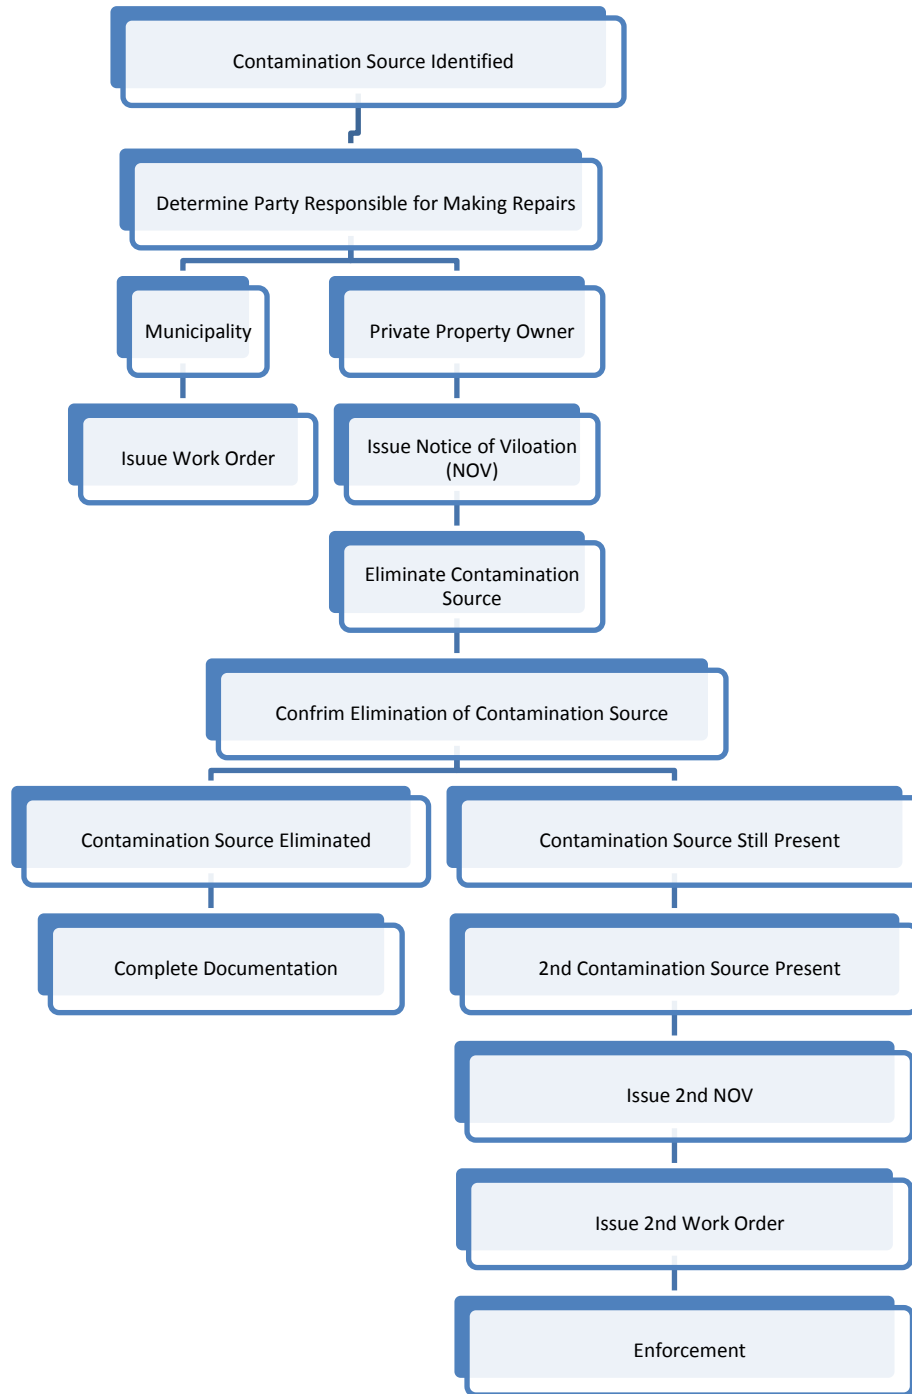 Contamination Source Identified
Determine Party Responsible for Making Repairs
Municipality
Private Property Owner
Isuue Work Order
Issue Notice of Viloation
(NOV)
Eliminate Contamination
Source
Confrim Elimination of Contamination Source
Contamination Source Eliminated
Contamination Source Still Present
Complete Documentation
2nd Contamination Source Present
Issue 2nd NOV
Issue 2nd Work Order
Enforcement